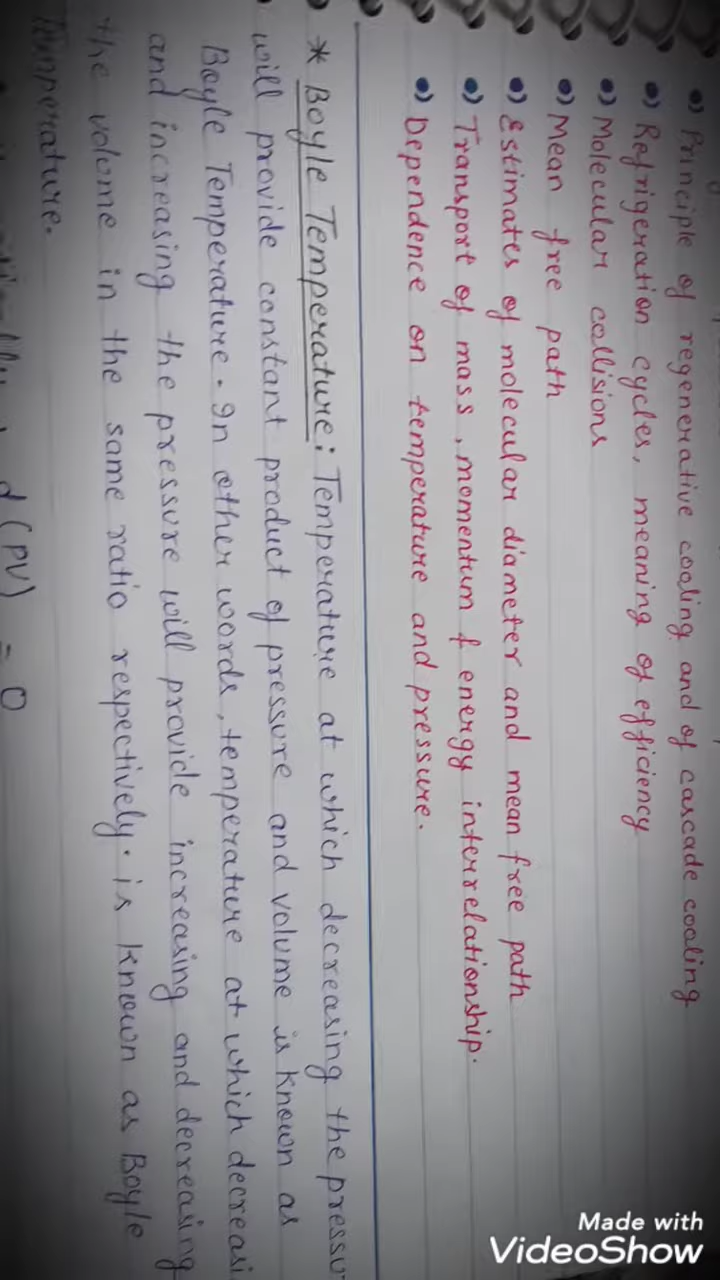 •) Principle of regenerative cooling and of cascade cooling
•) Refrigeration cycles, meaning of efficiency
•) Molecular collisions
•) Mean free path
•) Estimates of molecular diameter and mean free path
•) Transport of mass, momentum & energy interrelationship.
•) Dependence on temperature and pressure.
* Boyle Temperature: Temperature at which decreasing the pressu
will provide constant product of pressure and volume is known as
Boyle Temperature. In other words, temperature at which decreasi
and increasing the pressure will provide increasing and decreasing
the volume in the same ratio respectively. is known as Boyle
Temperature.
d(PV) = 0
Made with
VideoShow